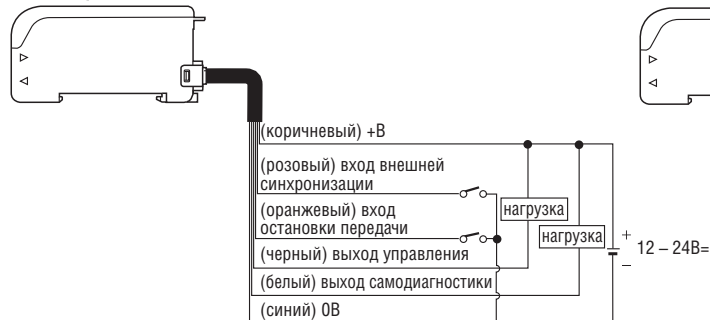 (коричневый) +В
(розовый) вход внешней
синхронизации
(оранжевый) вход
остановки передачи
(черный) выход управления
(белый) выход самодиагностики
(синий) 0В
нагрузка
нагрузка
+
12 – 24В=
–